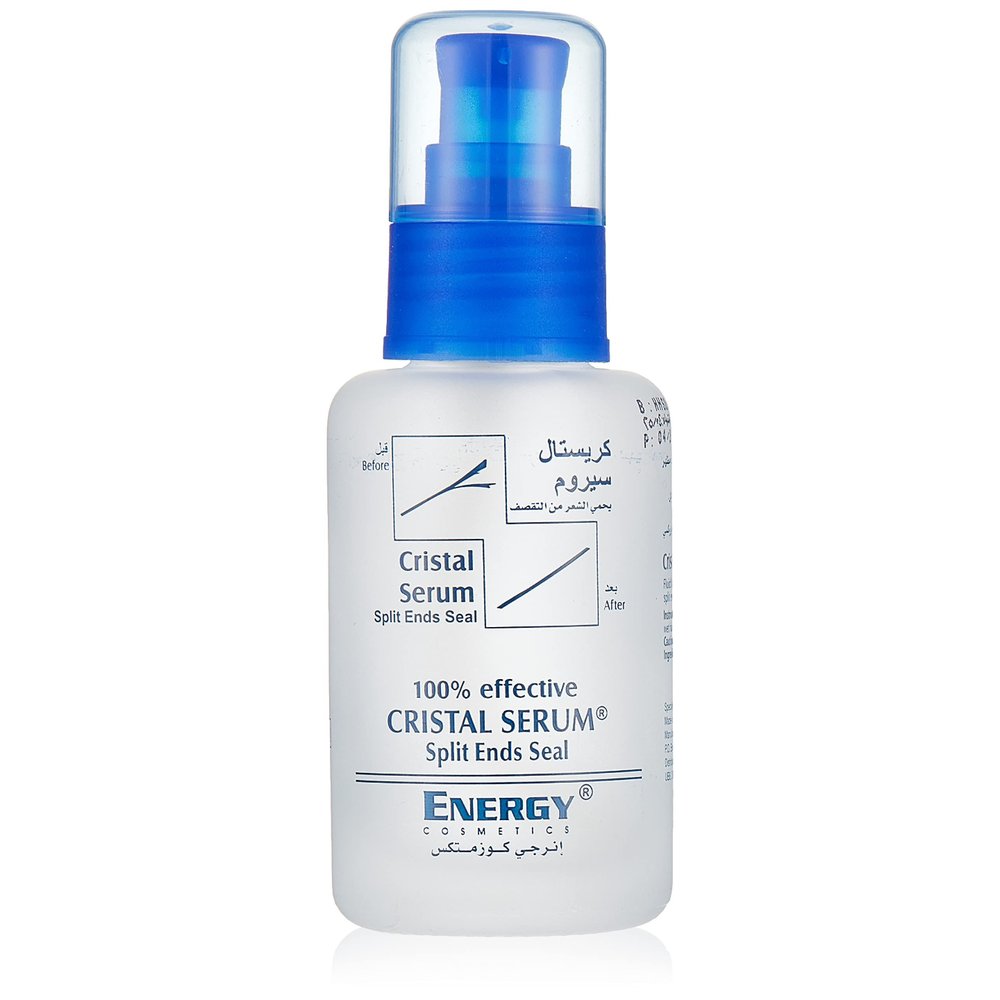 قبل
Before
كريستال
سيروم
يحمي الشعر من التقصف
Cristal
Serum
Split Ends Seal
بعد
After
100% effective
CRISTAL SERUM®
Split Ends Seal
ENERGY®
COSMETICS
إنرجي كوزمتكس